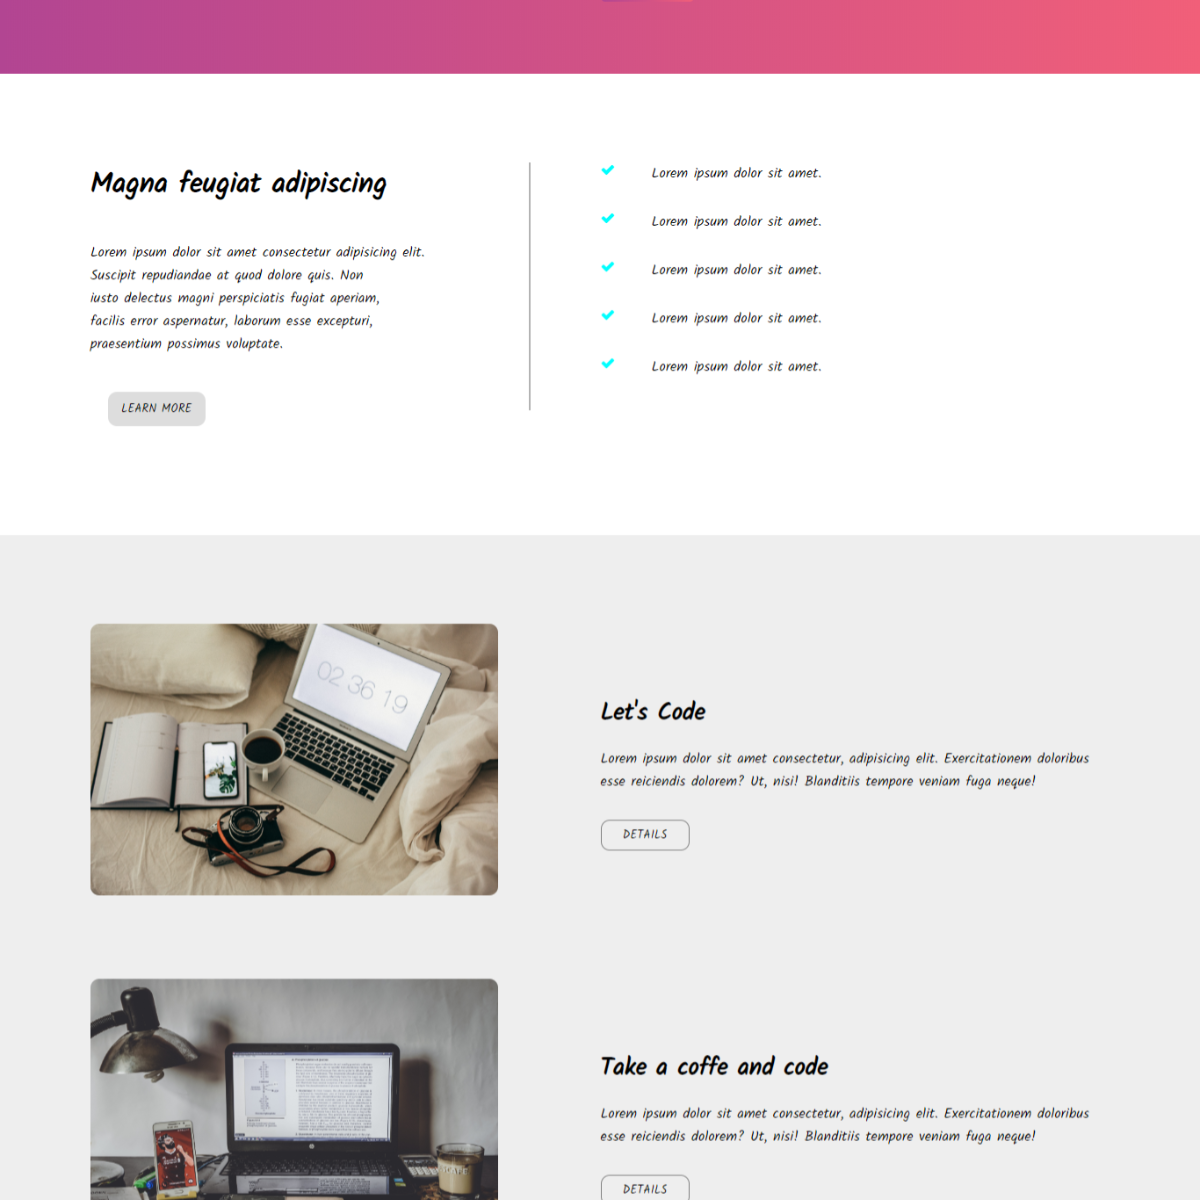 Magna feugiat adipiscing
Lorem ipsum dolor sit amet consectetur adipisicing elit.
Suscipit repudiandae at quod dolore quis. Non
iusto delectus magni perspiciatis fugiat aperiam,
facilis error aspernatur, laborum esse excepturi,
praesentium possimus voluptate.
LEARN MORE
Lorem ipsum dolor sit amet.
Lorem ipsum dolor sit amet.
Lorem ipsum dolor sit amet.
Lorem ipsum dolor sit amet.
Lorem ipsum dolor sit amet.
02 36 19
Let's Code
Lorem ipsum dolor sit amet consectetur, adipisicing elit. Exercitationem doloribus
esse reiciendis dolorem? Ut, nisi! Blanditiis tempore veniam fuga neque!
DETAILS
Take a coffe and code
Lorem ipsum dolor sit amet consectetur, adipisicing elit. Exercitationem doloribus
esse reiciendis dolorem? Ut, nisi! Blanditiis tempore veniam fuga neque!
DETAILS